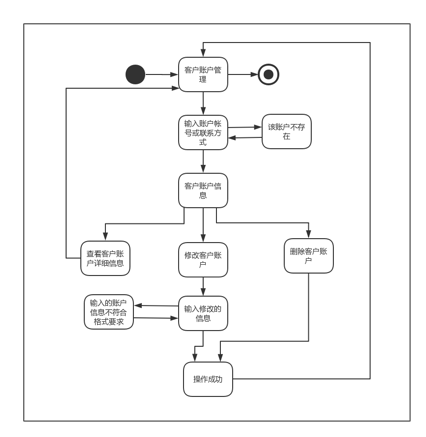 客户账户管
理
输入账户帐
号或联系方
式
该账户不存
在
客户账户信
息
查看客户账
户详细信息
修改客户账
户
删除客户账
户
输入的账户
信息不符合
格式要求
输入修改的
信息
操作成功